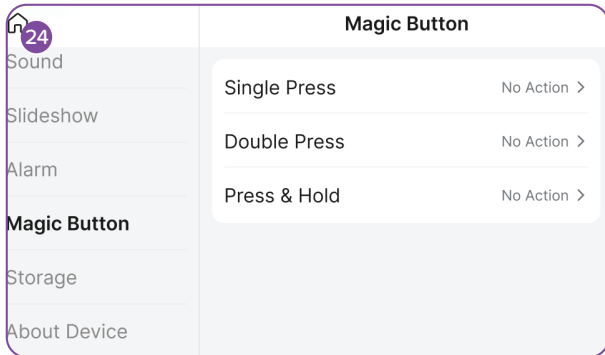 24
Magic Button
Sound
Slideshow
Alarm
Magic Button
Storage
About Device
Single Press No Action >
Double Press No Action >
Press & Hold No Action >